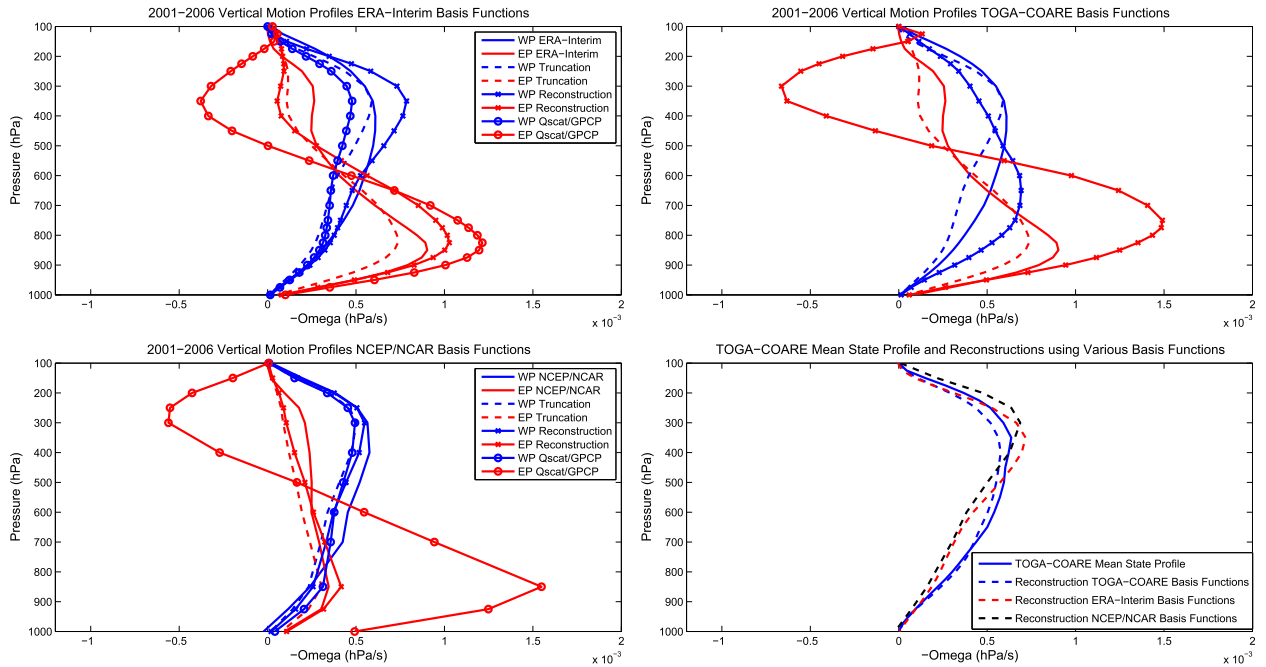 2001−2006 Vertical Motion Profiles ERA−Interim Basis Functions
100
200
300
400
500
600
700
800
900
1000
Pressure (hPa)
−1
−0.5
0
0.5
1
1.5
2
−Omega (hPa/s)
x 10⁻³
WP ERA−Interim
EP ERA−Interim
WP Truncation
EP Truncation
WP Reconstruction
EP Reconstruction
WP Qscat/GPCP
EP Qscat/GPCP
2001−2006 Vertical Motion Profiles TOGA−COARE Basis Functions
100
200
300
400
500
600
700
800
900
1000
Pressure (hPa)
−1
−0.5
0
0.5
1
1.5
2
−Omega (hPa/s)
x 10⁻³
2001−2006 Vertical Motion Profiles NCEP/NCAR Basis Functions
100
200
300
400
500
600
700
800
900
1000
Pressure (hPa)
−1
−0.5
0
0.5
1
1.5
2
−Omega (hPa/s)
x 10⁻³
WP NCEP/NCAR
EP NCEP/NCAR
WP Truncation
EP Truncation
WP Reconstruction
EP Reconstruction
WP Qscat/GPCP
EP Qscat/GPCP
TOGA−COARE Mean State Profile and Reconstructions using Various Basis Functions
100
200
300
400
500
600
700
800
900
1000
Pressure (hPa)
−1
−0.5
0
0.5
1
1.5
2
−Omega (hPa/s)
x 10⁻³
TOGA−COARE Mean State Profile
Reconstruction TOGA−COARE Basis Functions
Reconstruction ERA−Interim Basis Functions
Reconstruction NCEP/NCAR Basis Functions